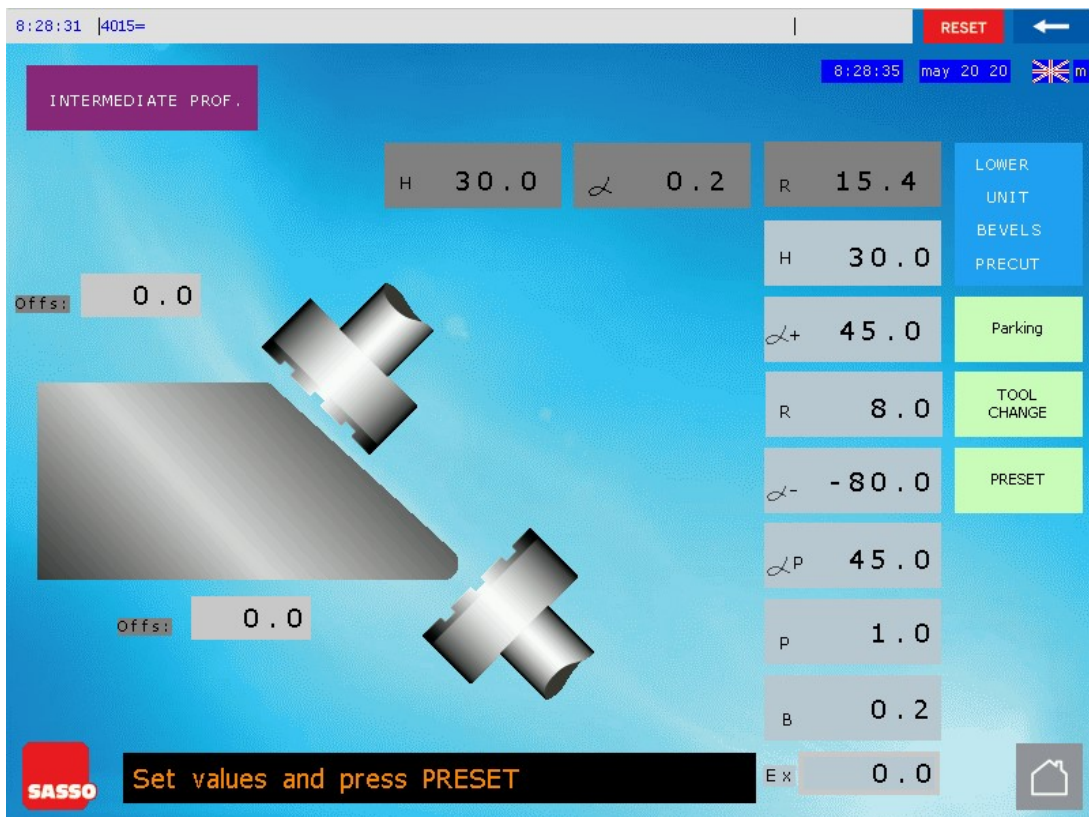 8:28:31 |4015=
RESET
8:28:35 may 20 20 m
INTERMEDIATE PROF.
H 30.0 α 0.2 R 15.4
LOWER
UNIT
BEVELS
PRECUT
H 30.0
Offs: 0.0
α+ 45.0
Parking
R 8.0
TOOL
CHANGE
α- -80.0
PRESET
αP 45.0
Offs: 0.0
P 1.0
B 0.2
SASSO
Set values and press PRESET
Ex 0.0